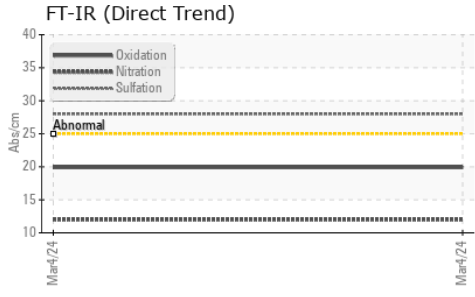 FT-IR (Direct Trend)
40
35
30
25
20
15
10
Abs/cm
Oxidation
Nitration
Sulfation
Abnormal
Mar4/24
Mar4/24